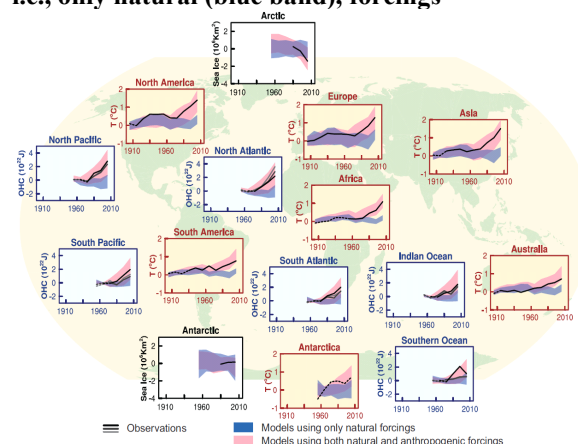 i.e., only natural (blue band), forcings
Arctic
Sea Ice (10⁶Km²)
2
0
-2
-4
1910 1960 2010
North America
T (°C)
2
1
0
-1
1910 1960 2010
Europe
T (°C)
2
1
0
-1
1910 1960 2010
Asia
T (°C)
2
1
0
-1
1910 1960 2010
North Pacific
OHC (10²²J)
4
2
0
-2
1910 1960 2010
North Atlantic
OHC (10²²J)
4
2
0
-2
1910 1960 2010
Africa
T (°C)
2
1
0
-1
1910 1960 2010
South Pacific
OHC (10²²J)
4
2
0
-2
1910 1960 2010
South America
T (°C)
2
1
0
-1
1910 1960 2010
South Atlantic
OHC (10²²J)
4
2
0
-2
1910 1960 2010
Indian Ocean
OHC (10²²J)
4
2
0
-2
1910 1960 2010
Australia
T (°C)
2
1
0
-1
1910 1960 2010
Antarctic
Sea Ice (10⁶Km²)
2
0
-2
-4
1910 1960 2010
Antarctica
T (°C)
2
1
0
-1
1910 1960 2010
Southern Ocean
OHC (10²²J)
4
2
0
-2
1910 1960 2010
Observations
Models using only natural forcings
Models using both natural and anthropogenic forcings